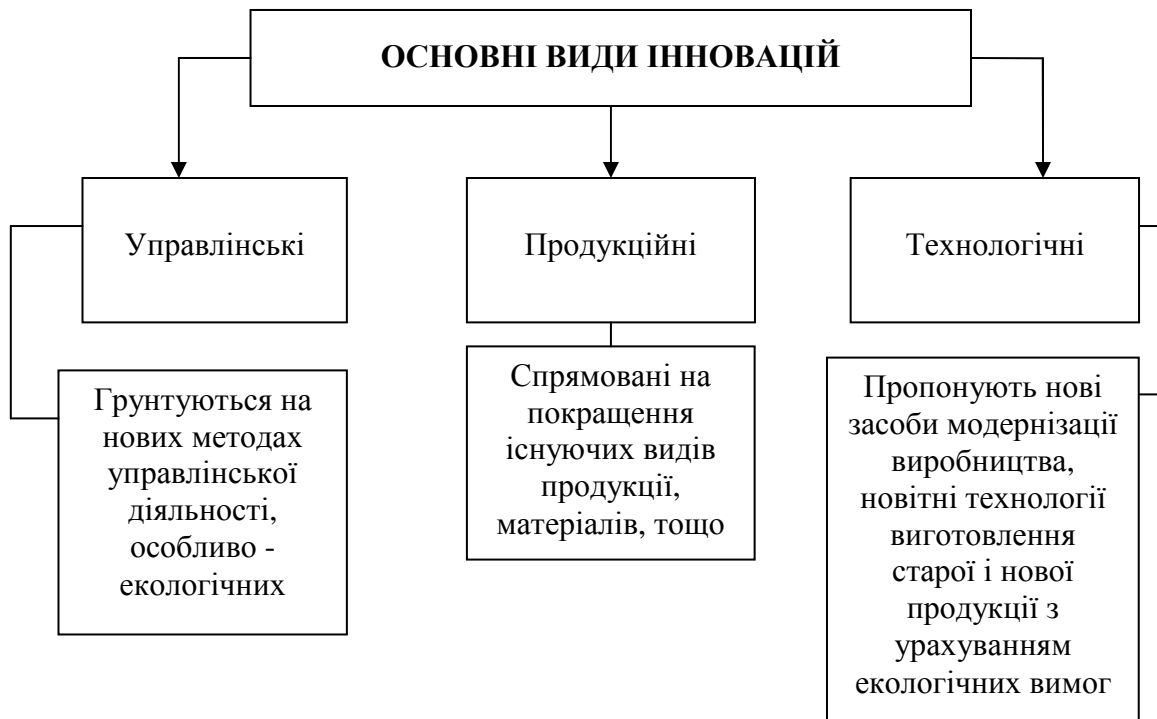 ОСНОВНІ ВИДИ ІННОВАЦІЙ
Управлінські
Продукційні
Технологічні
Грунтуються на
нових методах
управлінської
діяльності,
особливо -
екологічних
Спрямовані на
покращення
існуючих видів
продукції,
матеріалів, тощо
Пропонують нові
засоби модернізації
виробництва,
новітні технології
виготовлення
старої і нової
продукції з
урахуванням
екологічних вимог